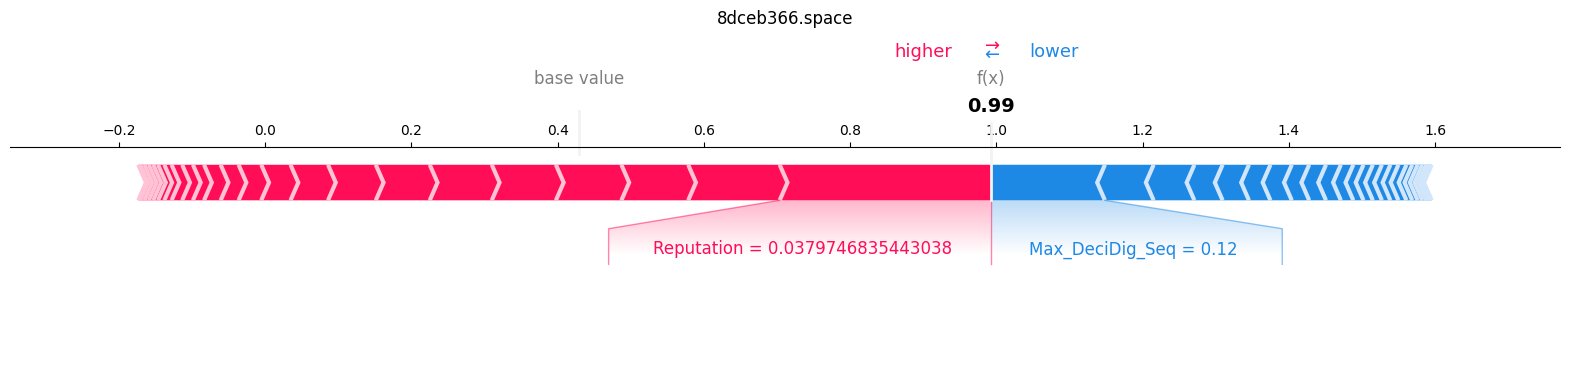 8dceb366.space
higher ⇄ lower
base value f(x)
0.99
−0.2 0.0 0.2 0.4 0.6 0.8 1.0 1.2 1.4 1.6
Reputation = 0.0379746835443038 Max_DeciDig_Seq = 0.12